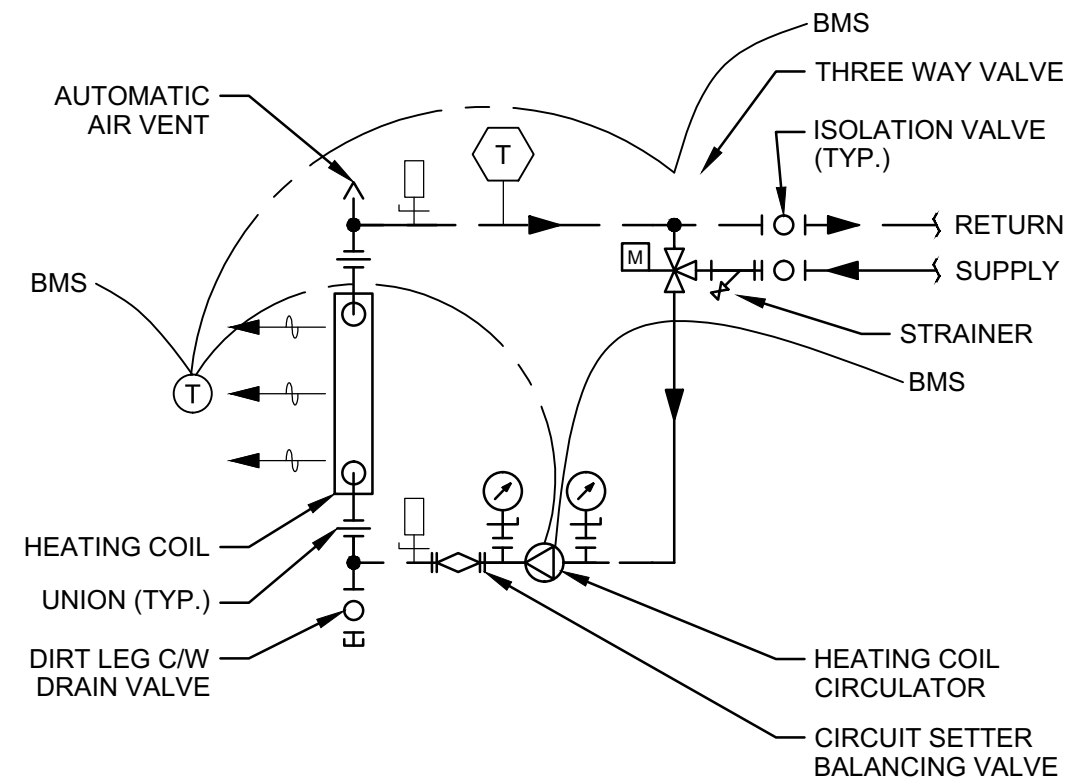 BMS
THREE WAY VALVE
AUTOMATIC
AIR VENT
ISOLATION VALVE
(TYP.)
T
RETURN
M
SUPPLY
BMS
STRAINER
T
BMS
HEATING COIL
UNION (TYP.)
DIRT LEG C/W
DRAIN VALVE
HEATING COIL
CIRCULATOR
CIRCUIT SETTER
BALANCING VALVE